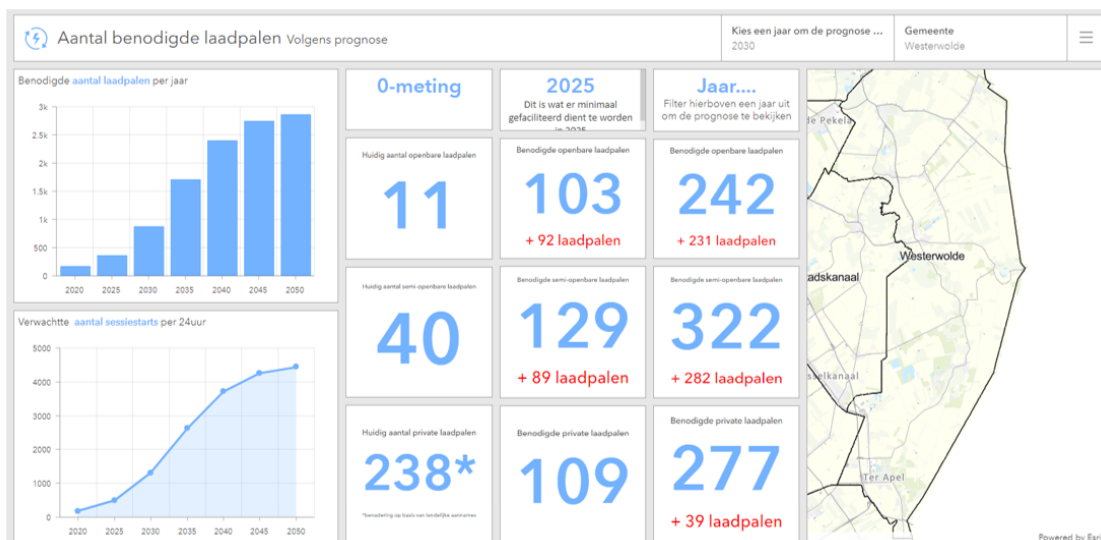 Aantal benodigde laadpalen Volgens prognose
Kies een jaar om de prognose ...
2030
Gemeente
Westerwolde
Benodigde aantal laadpalen per jaar
3k
2.5k
2k
1.5k
1k
500
0
2020 2025 2030 2035 2040 2045 2050
Verwachtte aantal sessiestarts per 24uur
5000
4000
3000
2000
1000
0
2020 2025 2030 2035 2040 2045 2050
0-meting
Huidig aantal openbare laadpalen
11
Huidig aantal semi-openbare laadpalen
40
Huidig aantal private laadpalen
238*
*benadering op basis van landelijke aannames
2025
Dit is wat er minimaal
gefaciliteerd dient te worden
in 2025
Benodigde openbare laadpalen
103
+ 92 laadpalen
Benodigde semi-openbare laadpalen
129
+ 89 laadpalen
Benodigde private laadpalen
109
Jaar....
Filter hierboven een jaar uit
om de prognose te bekijken
Benodigde openbare laadpalen
242
+ 231 laadpalen
Benodigde semi-openbare laadpalen
322
+ 282 laadpalen
Benodigde private laadpalen
277
+ 39 laadpalen
de Pekela
Westerwolde
adskanaal
sselkanaal
Ter Apel
Powered by Esri